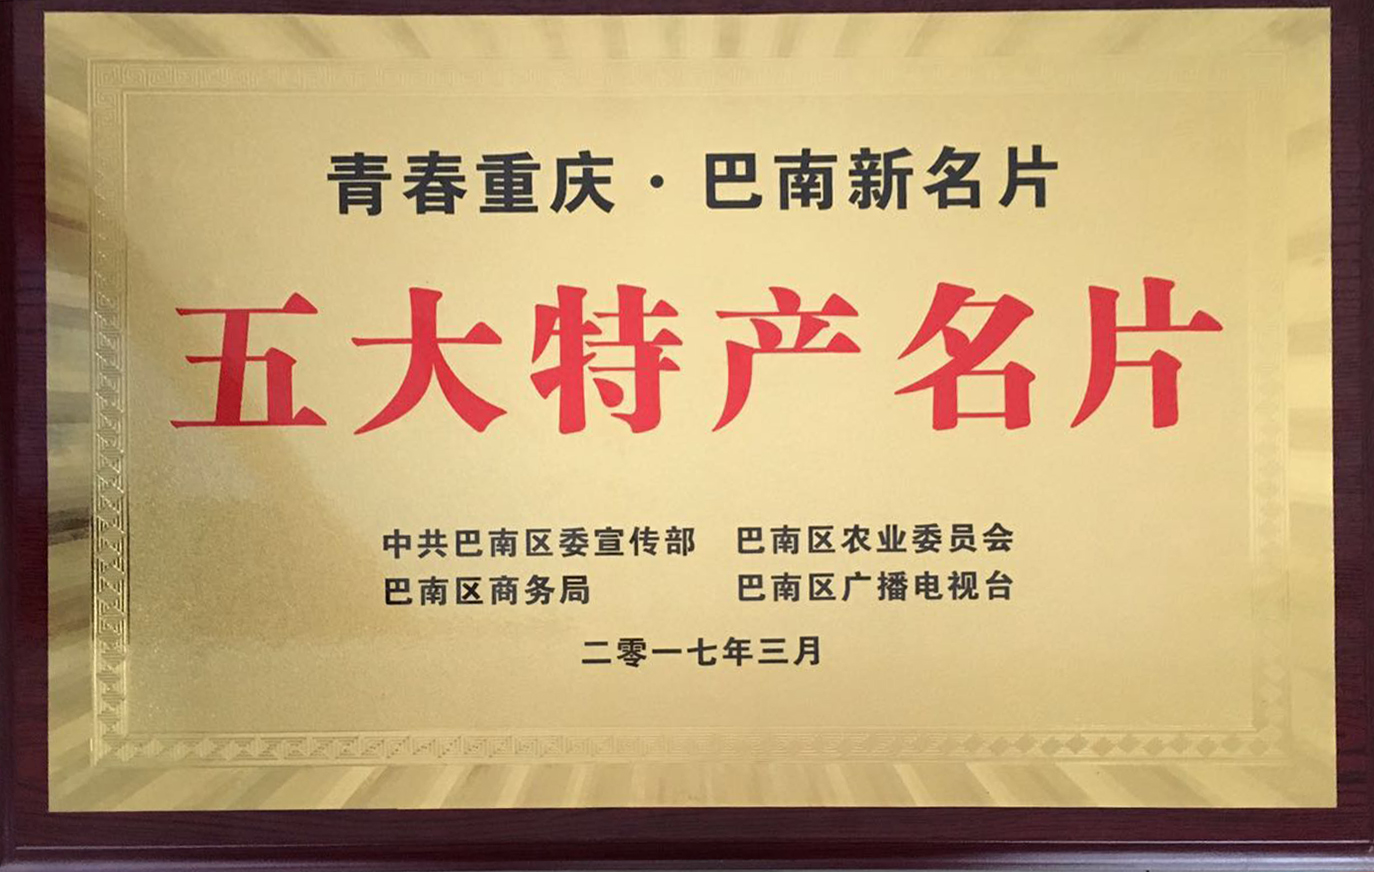 青春重庆·巴南新名片
五大特产名片
中共巴南区委宣传部 巴南区农业委员会
巴南区商务局 巴南区广播电视台
二零一七年三月